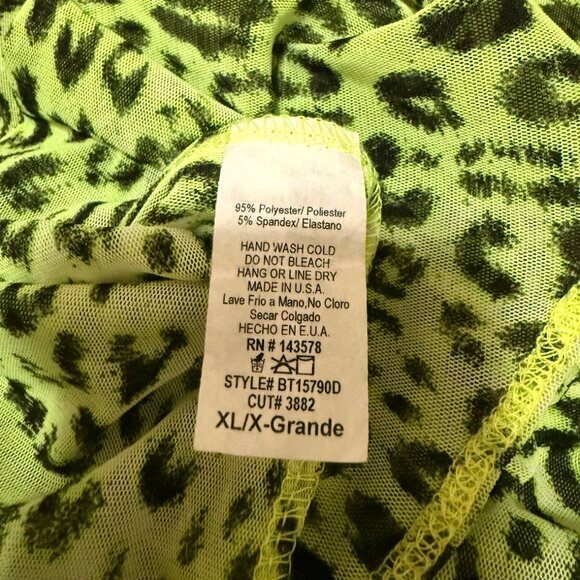 95% Polyester/ Poliester
5% Spandex/ Elastano
HAND WASH COLD
DO NOT BLEACH
HANG OR LINE DRY
MADE IN U.S.A.
Lave Frio a Mano,No Cloro
Secar Colgado
HECHO EN E.U.A.
RN # 143578
STYLE# BT15790D
CUT# 3882
XL/X-Grande